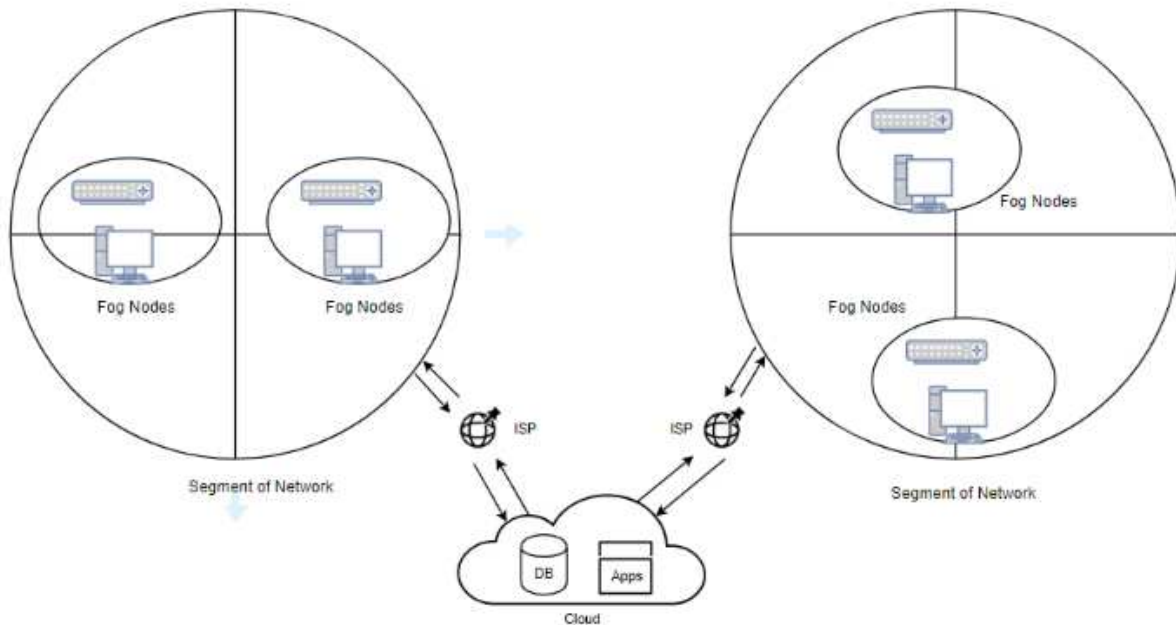 Fog Nodes
Fog Nodes
Fog Nodes
Fog Nodes
ISP
ISP
Segment of Network
Segment of Network
DB
Apps
Cloud